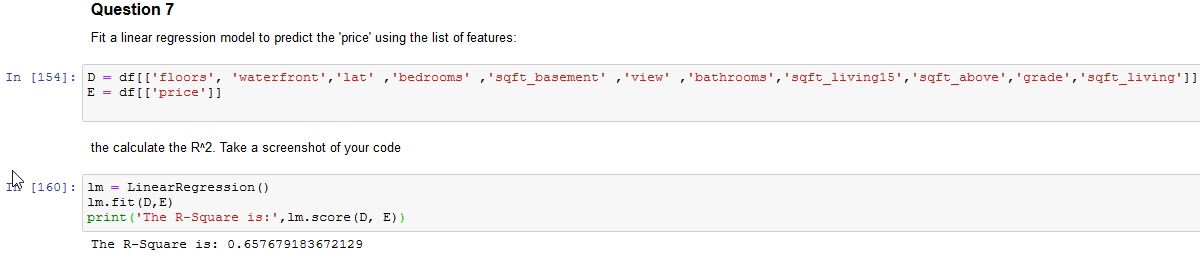 Question 7
Fit a linear regression model to predict the 'price' using the list of features:
In [154]: D = df[['floors', 'waterfront','lat' ,'bedrooms' ,'sqft_basement' ,'view' ,'bathrooms','sqft_living15','sqft_above','grade','sqft_living']]
E = df[['price']]
the calculate the R^2. Take a screenshot of your code
In [160]: lm = LinearRegression()
lm.fit(D,E)
print('The R-Square is:',lm.score(D, E))
The R-Square is: 0.657679183672129